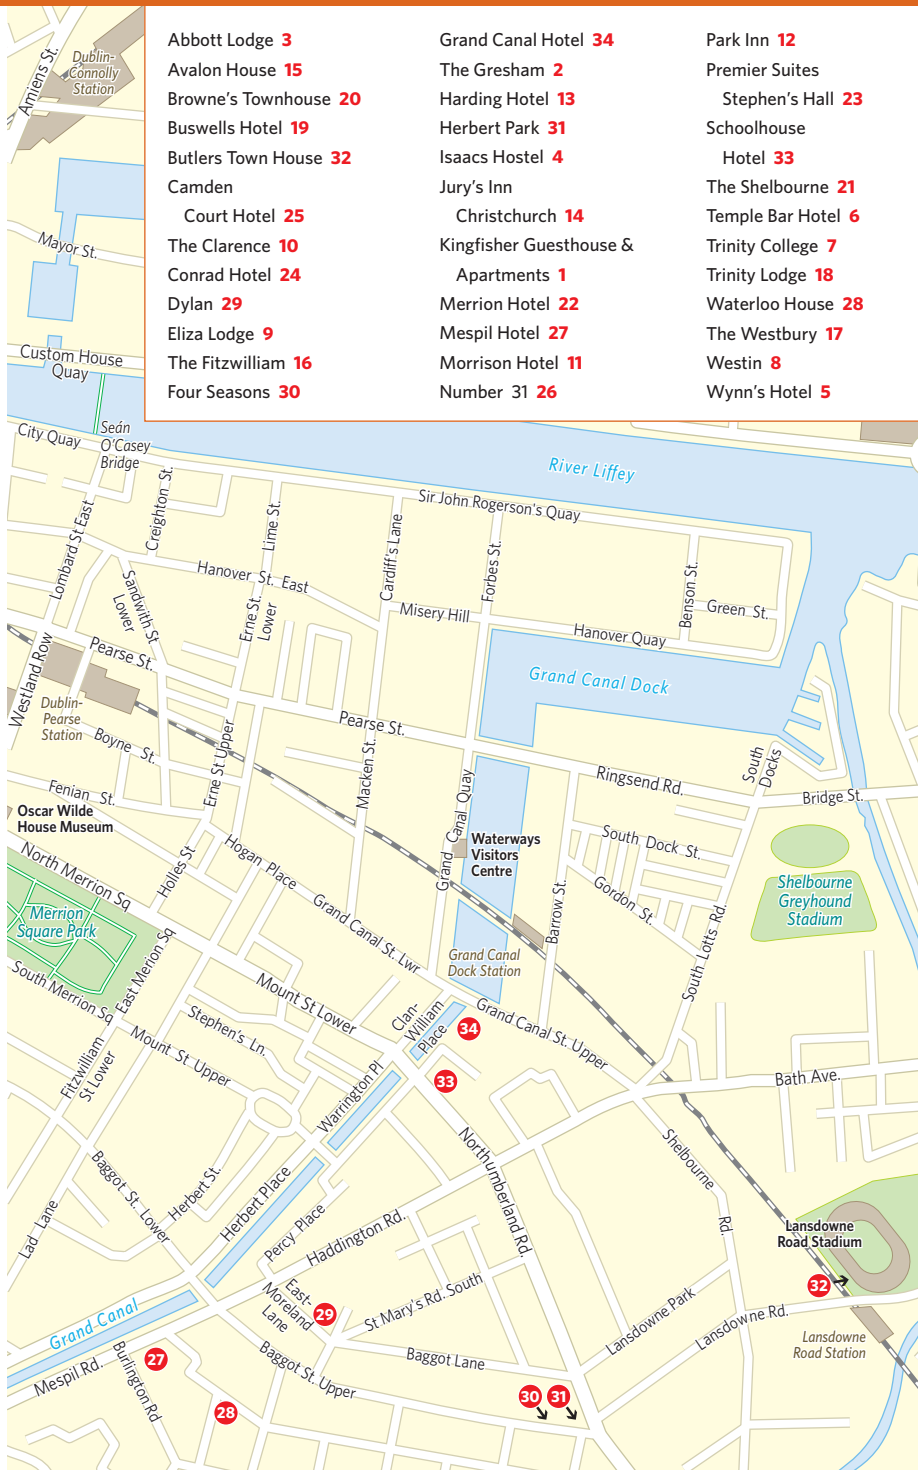 Abbott Lodge 3
Avalon House 15
Browne's Townhouse 20
Buswells Hotel 19
Butlers Town House 32
Camden
Court Hotel 25
The Clarence 10
Conrad Hotel 24
Dylan 29
Eliza Lodge 9
The Fitzwilliam 16
Four Seasons 30
Grand Canal Hotel 34
The Gresham 2
Harding Hotel 13
Herbert Park 31
Isaacs Hostel 4
Jury's Inn
Christchurch 14
Kingfisher Guesthouse &
Apartments 1
Merrion Hotel 22
Mespil Hotel 27
Morrison Hotel 11
Number 31 26
Park Inn 12
Premier Suites
Stephen's Hall 23
Schoolhouse
Hotel 33
The Shelbourne 21
Temple Bar Hotel 6
Trinity College 7
Trinity Lodge 18
Waterloo House 28
The Westbury 17
Westin 8
Wynn's Hotel 5
Amiens St.
Dublin-
Connolly
Station
Mayor St.
Custom House
Quay
City Quay
Seán
O'Casey
Bridge
River Liffey
Sir John Rogerson's Quay
Creighton St.
Lombard St East
Lime St.
Cardiff's Lane
Forbes St.
Benson St.
Green St.
Hanover St. East
Misery Hill
Hanover Quay
Sandwith St
Lower
Erne St.
Lower
Pearse St.
Westland Row
Grand Canal Dock
Dublin-
Pearse
Station
Boyne St.
Pearse St.
Erne St Upper
Macken St.
Grand Canal Quay
Ringsend Rd.
South
Docks
Bridge St.
Fenian St.
Oscar Wilde
House Museum
Waterways
Visitors
Centre
South Dock St.
Gordon St.
Shelbourne
Greyhound
Stadium
North Merrion Sq
Holles St
Hogan Place
Grand Canal St. Lwr
Barrow St.
South Lotts Rd.
Merrion
Square Park
East Merion Sq
South Merrion Sq
Grand Canal
Dock Station
Mount St Lower
Clan-
William
Place
34
Grand Canal St. Upper
Stephen's Ln.
Mount St Upper
Fitzwilliam
St Lower
Warrington Pl
33
Bath Ave.
Northumberland Rd.
Shelbourne
Rd.
Baggot St. Lower
Herbert St.
Herbert Place
Percy Place
Haddington Rd.
Lad Lane
Lansdowne
Road Stadium
32
East-
Moreland
Lane
29
St Mary's Rd. South
Lansdowne Park
Lansdowne Rd.
Lansdowne
Road Station
Grand Canal
Mespil Rd.
27
Burlington Rd
Baggot St. Upper
Baggot Lane
28
30
31